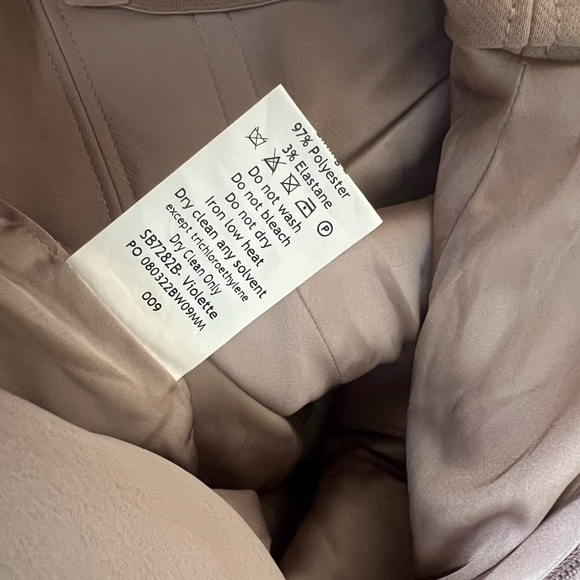 97% Polyester
3% Elastane
Do not wash
Do not bleach
Do not dry
Iron low heat
Dry clean any solvent
except trichloroethylene
Dry Clean Only
SB7282B- Violette
PO 080322BW09MM
009
P